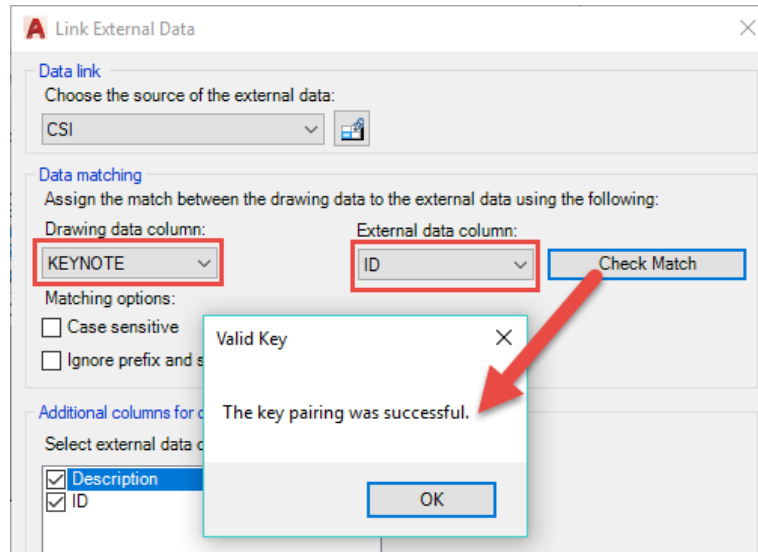 Link External Data
Data link
Choose the source of the external data:
CSI
Data matching
Assign the match between the drawing data to the external data using the following:
Drawing data column:
External data column:
KEYNOTE
ID
Check Match
Matching options:
Case sensitive
Ignore prefix and s
Valid Key
The key pairing was successful.
OK
Additional columns for
Select external data c
Description
ID